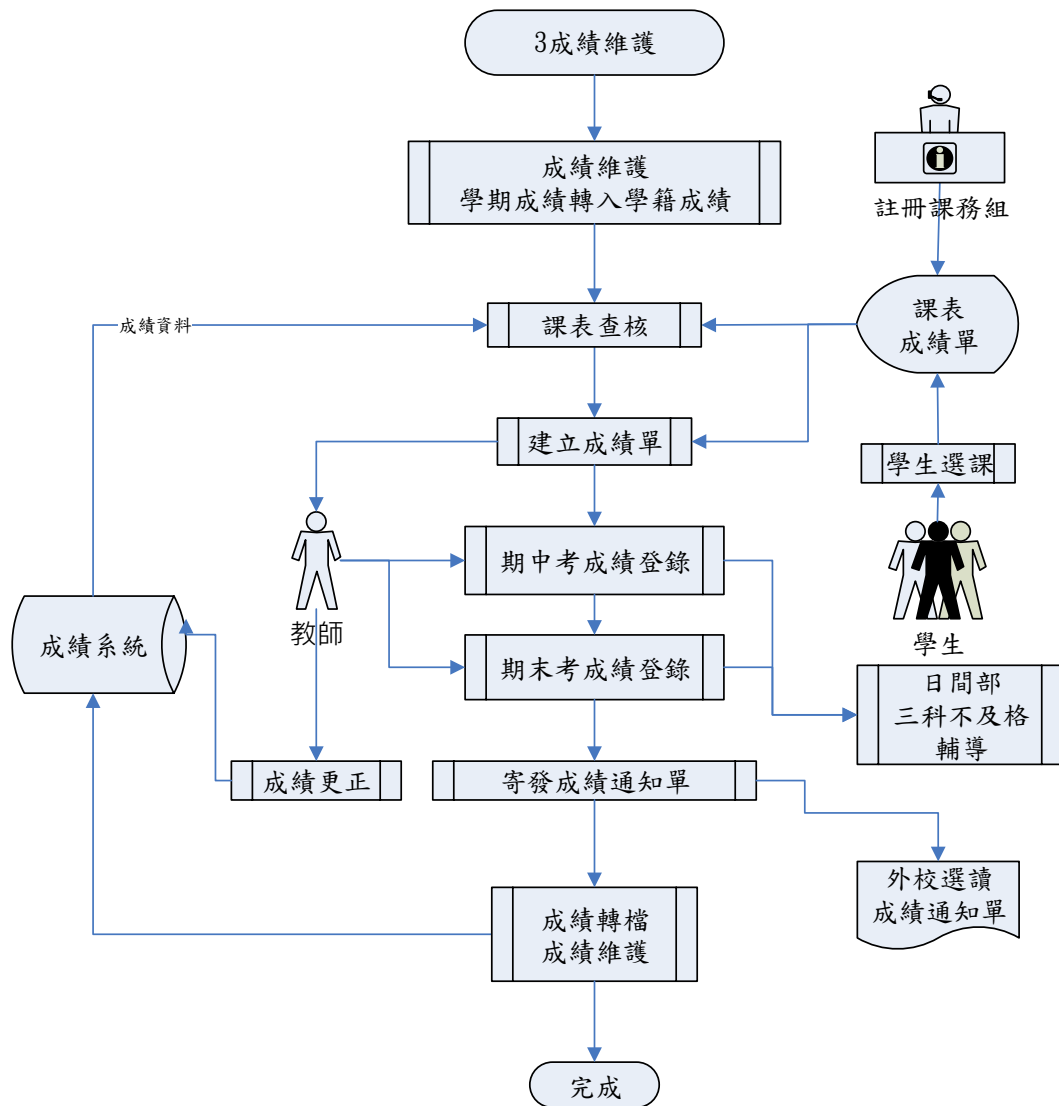 3成績維護
成績維護
學期成績轉入學籍成績
註冊課務組
課表
成績單
成績資料
課表查核
建立成績單
學生選課
期中考成績登錄
教師
學生
成績系統
期末考成績登錄
日間部
三科不及格
輔導
成績更正
寄發成績通知單
外校選讀
成績通知單
成績轉檔
成績維護
完成